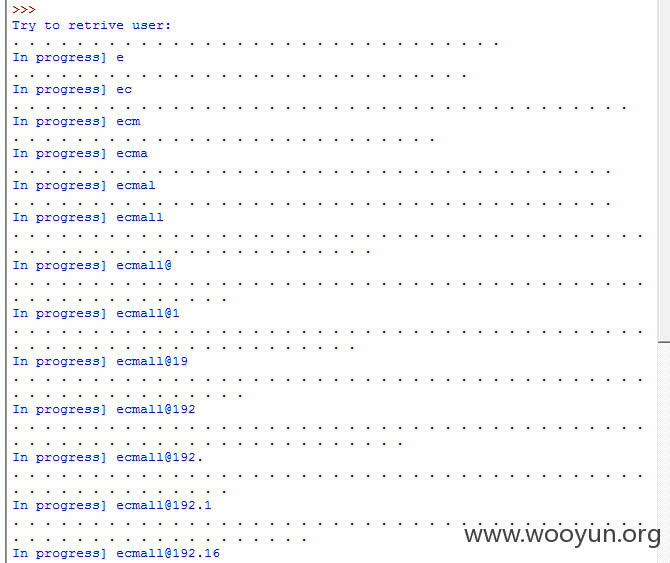 >>>
Try to retrive user:
. . . . . . . . . . . . . . . . . . . . . . . . . . . . . . .
In progress] e
. . . . . . . . . . . . . . . . . . . . . . . . . . . . .
In progress] ec
. . . . . . . . . . . . . . . . . . . . . . . . . . . . . . . . . . . . . . .
In progress] ecm
. . . . . . . . . . . . . . . . . . . . . . . . . . .
In progress] ecma
. . . . . . . . . . . . . . . . . . . . . . . . . . . . . . . . . . . . . .
In progress] ecmal
. . . . . . . . . . . . . . . . . . . . . . . . . . . . . . . . . . . . . .
In progress] ecmall
. . . . . . . . . . . . . . . . . . . . . . . . . . . . . . . . . . . . . . . .
. . . . . . . . . . . . . . . . . . . . . . .
In progress] ecmall@
. . . . . . . . . . . . . . . . . . . . . . . . . . . . . . . . . . . . . . . .
. . . . . . . . . . . . . .
In progress] ecmall@1
. . . . . . . . . . . . . . . . . . . . . . . . . . . . . . . . . . . . . . . .
. . . . . . . . . . . . . . . . . . . . . .
In progress] ecmall@19
. . . . . . . . . . . . . . . . . . . . . . . . . . . . . . . . . . . . . . . .
. . . . . . . . . . . . . . .
In progress] ecmall@192
. . . . . . . . . . . . . . . . . . . . . . . . . . . . . . . . . . . . . . . .
. . . . . . . . . . . . . . . . . . . . . . . . .
In progress] ecmall@192.
. . . . . . . . . . . . . . . . . . . . . . . . . . . . . . . . . . . . . . . .
. . . . . . . . . . . . . .
In progress] ecmall@192.1
. . . . . . . . . . . . . . . . . . . . . . . . . . . . . . . . . . . . . . . .
. . . . . . . . . . . . . . . . . . .
In progress] ecmall@192.16
www.wooyun.org